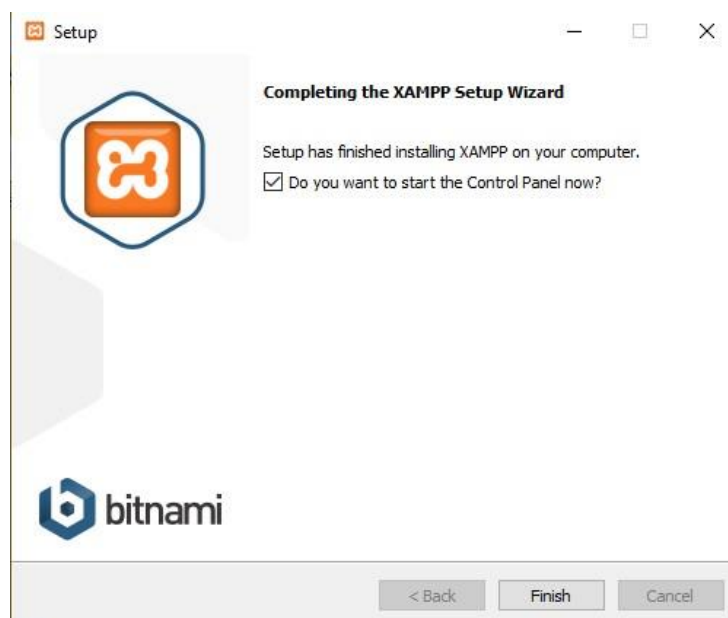 Setup
Completing the XAMPP Setup Wizard
Setup has finished installing XAMPP on your computer.
Do you want to start the Control Panel now?
bitnami
< Back Finish Cancel